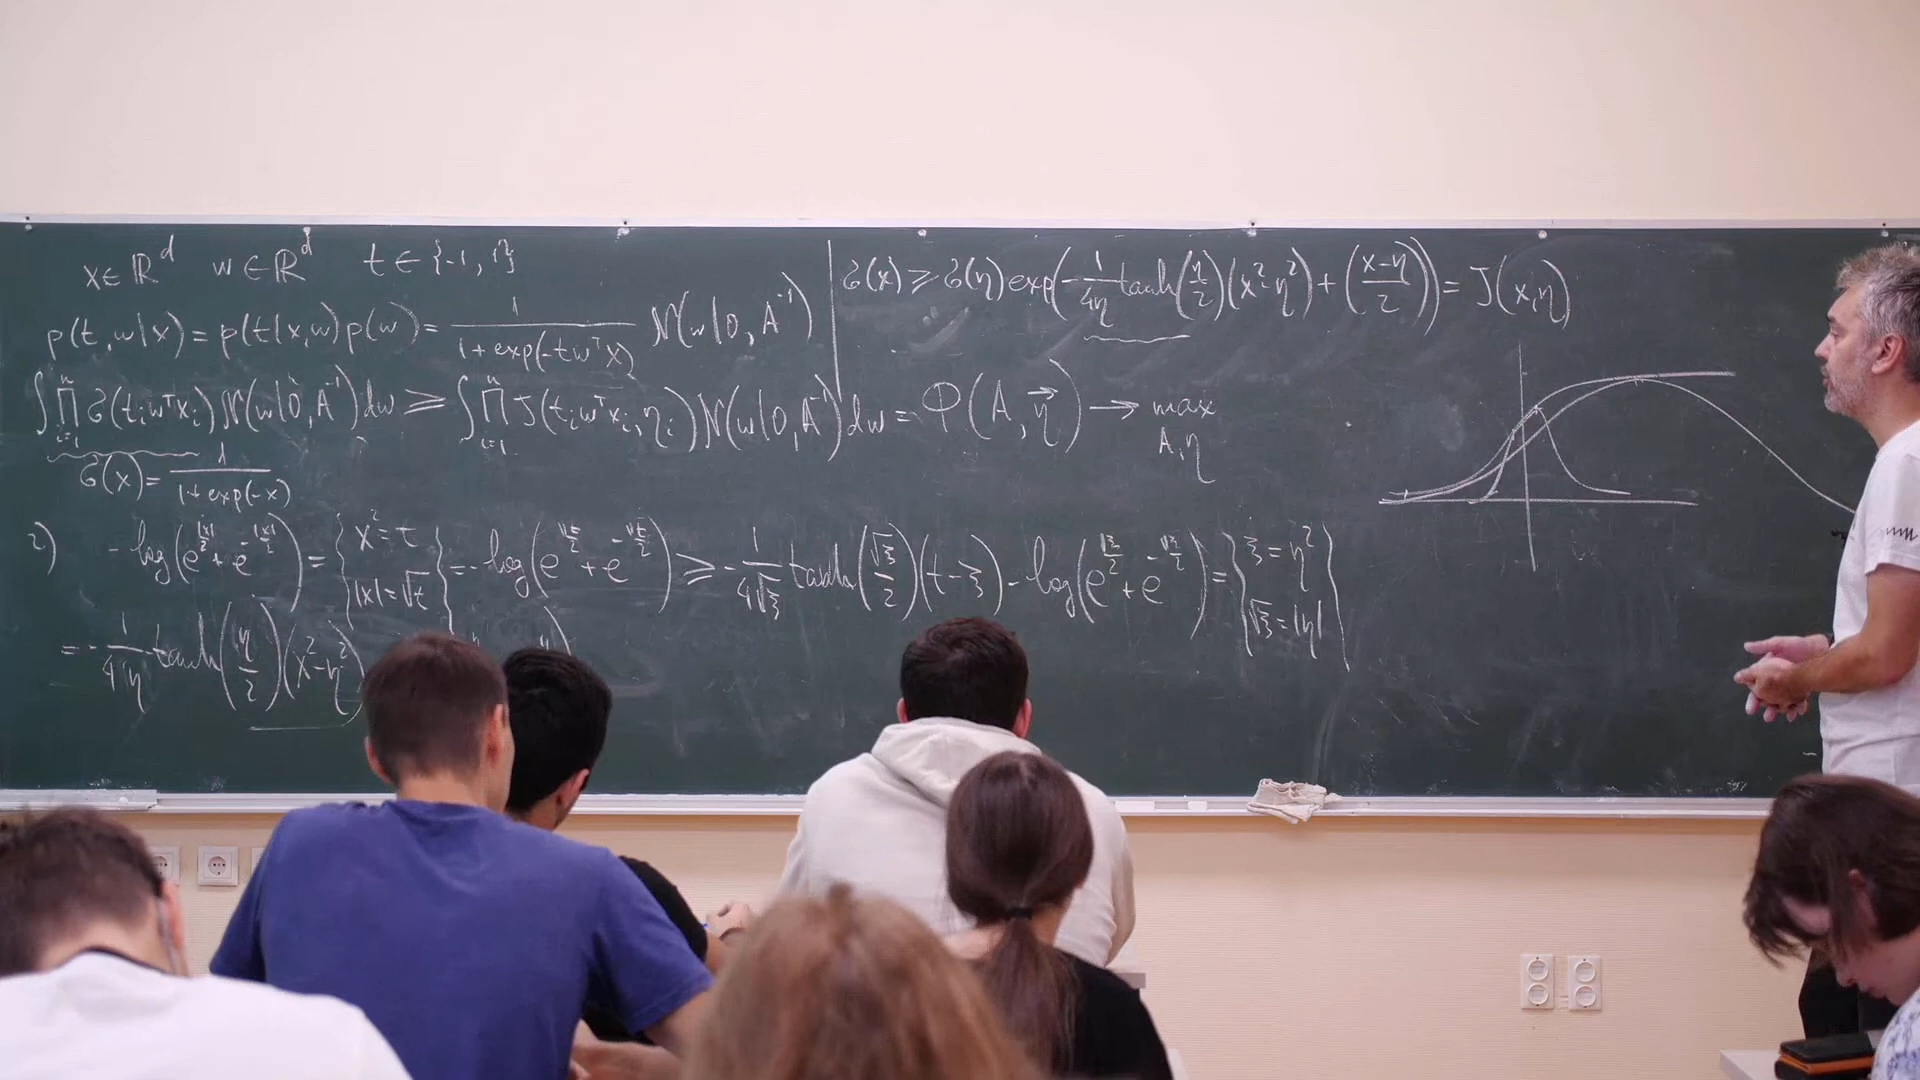 x∈ℝ^d w∈ℝ^d t∈{-1, 1}
p(t,w|x)=p(t|x,w)p(w)= 1/(1+exp(-tw^T x)) N(w|0, A^-1)
∫∏_{i=1}^n σ(t_i w^T x_i) N(w|0, A^-1)dw ⩾ ∫∏_{i=1}^n J(t_i w^T x_i, η_i) N(w|0, A^-1)dw = Φ(A, η⃗) → max_{A,η}
σ(x)= 1/(1+exp(-x))
2) -log(e^{|x|/2}+e^{-|x|/2}) = {x²=t, |x|=√t} = -log(e^{√t/2}+e^{-√t/2}) ⩾ -1/(4√ξ) tanh(√ξ/2)(t-ξ) - log(e^{√ξ/2}+e^{-√ξ/2}) = {ξ=η², √ξ=|η|}
= -1/(4η) tanh(η/2)(x²-η²)
σ(x) ⩾ σ(η) exp(-1/(4η) tanh(η/2)(x²-η²)+((x-η)/2)) = J(x,η)